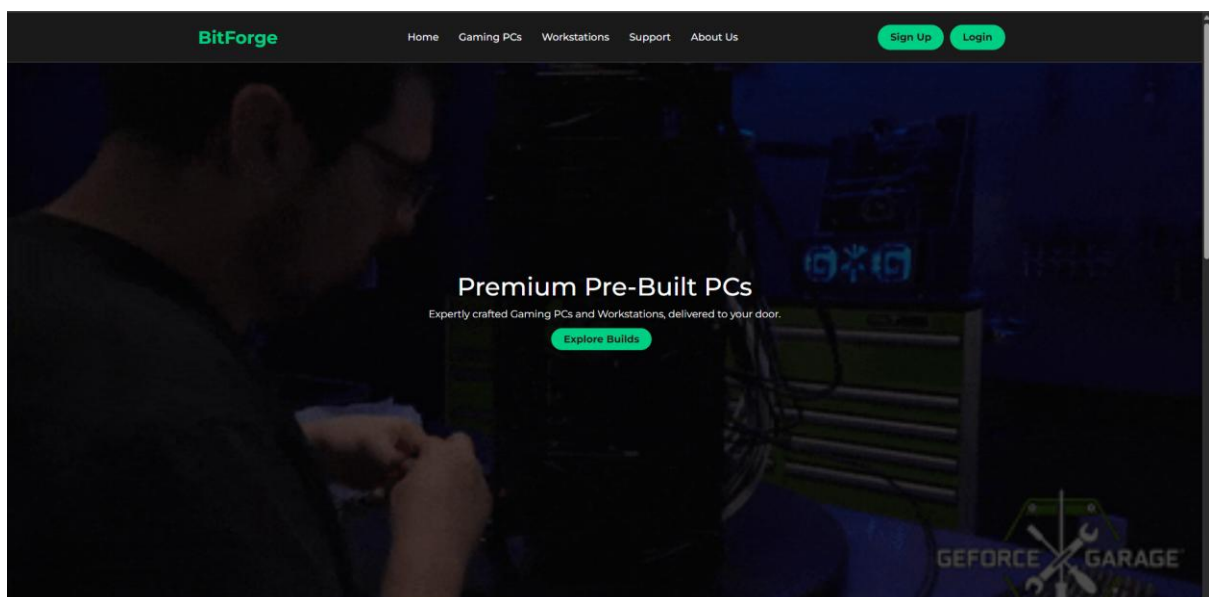 BitForge
Home Gaming PCs Workstations Support About Us
Sign Up Login
Premium Pre-Built PCs
Expertly crafted Gaming PCs and Workstations, delivered to your door.
Explore Builds
GEFORCE GARAGE